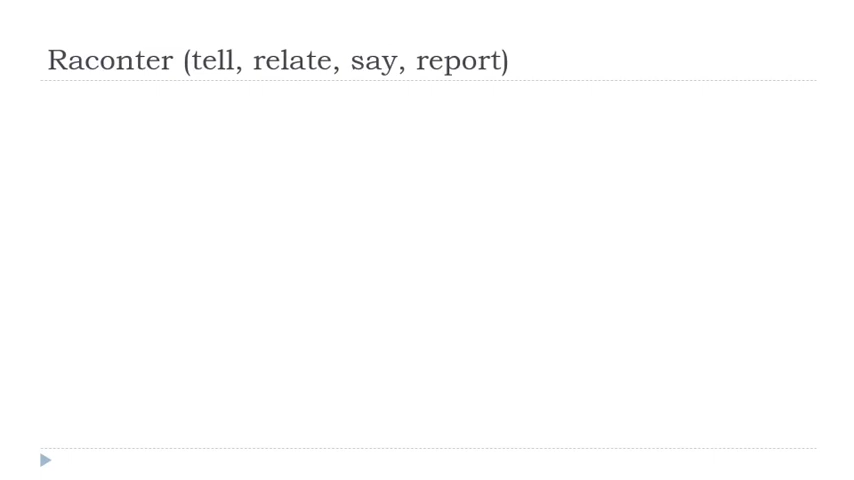 Raconter (tell, relate, say, report)